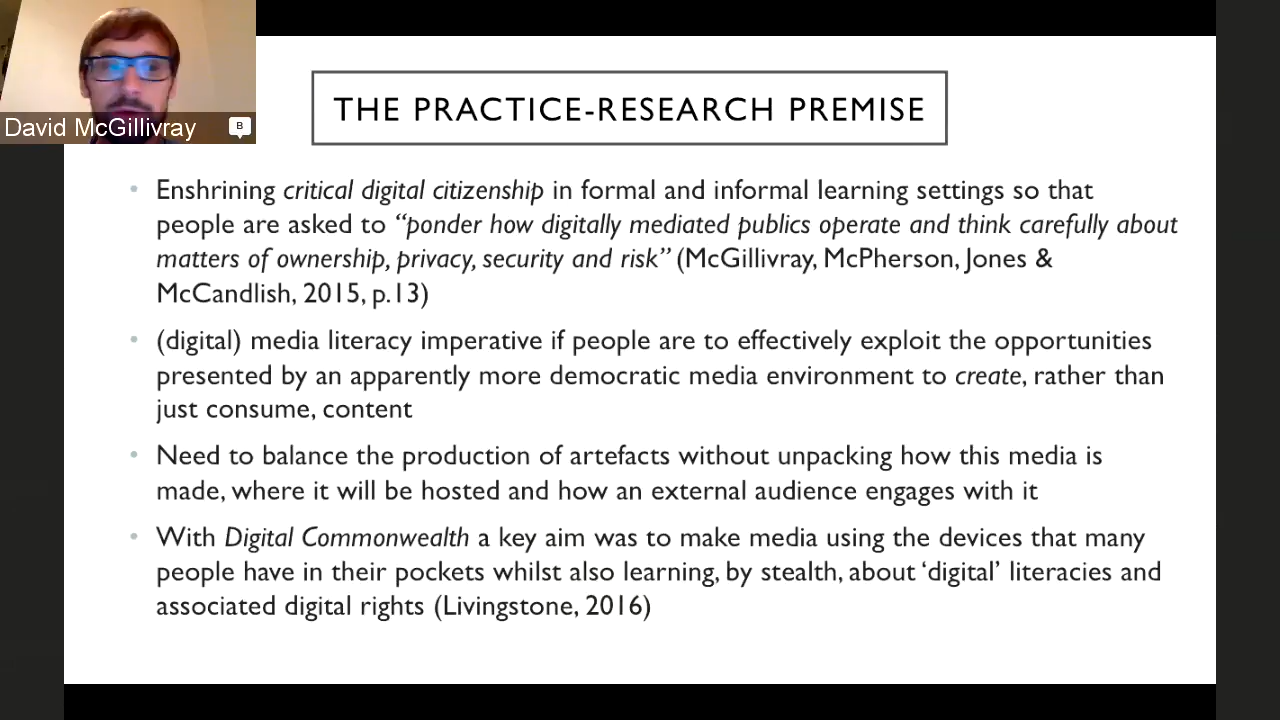 David McGillivray
B
THE PRACTICE-RESEARCH PREMISE
• Enshrining critical digital citizenship in formal and informal learning settings so that
people are asked to “ponder how digitally mediated publics operate and think carefully about
matters of ownership, privacy, security and risk” (McGillivray, McPherson, Jones &
McCandlish, 2015, p.13)
• (digital) media literacy imperative if people are to effectively exploit the opportunities
presented by an apparently more democratic media environment to create, rather than
just consume, content
• Need to balance the production of artefacts without unpacking how this media is
made, where it will be hosted and how an external audience engages with it
• With Digital Commonwealth a key aim was to make media using the devices that many
people have in their pockets whilst also learning, by stealth, about ‘digital’ literacies and
associated digital rights (Livingstone, 2016)